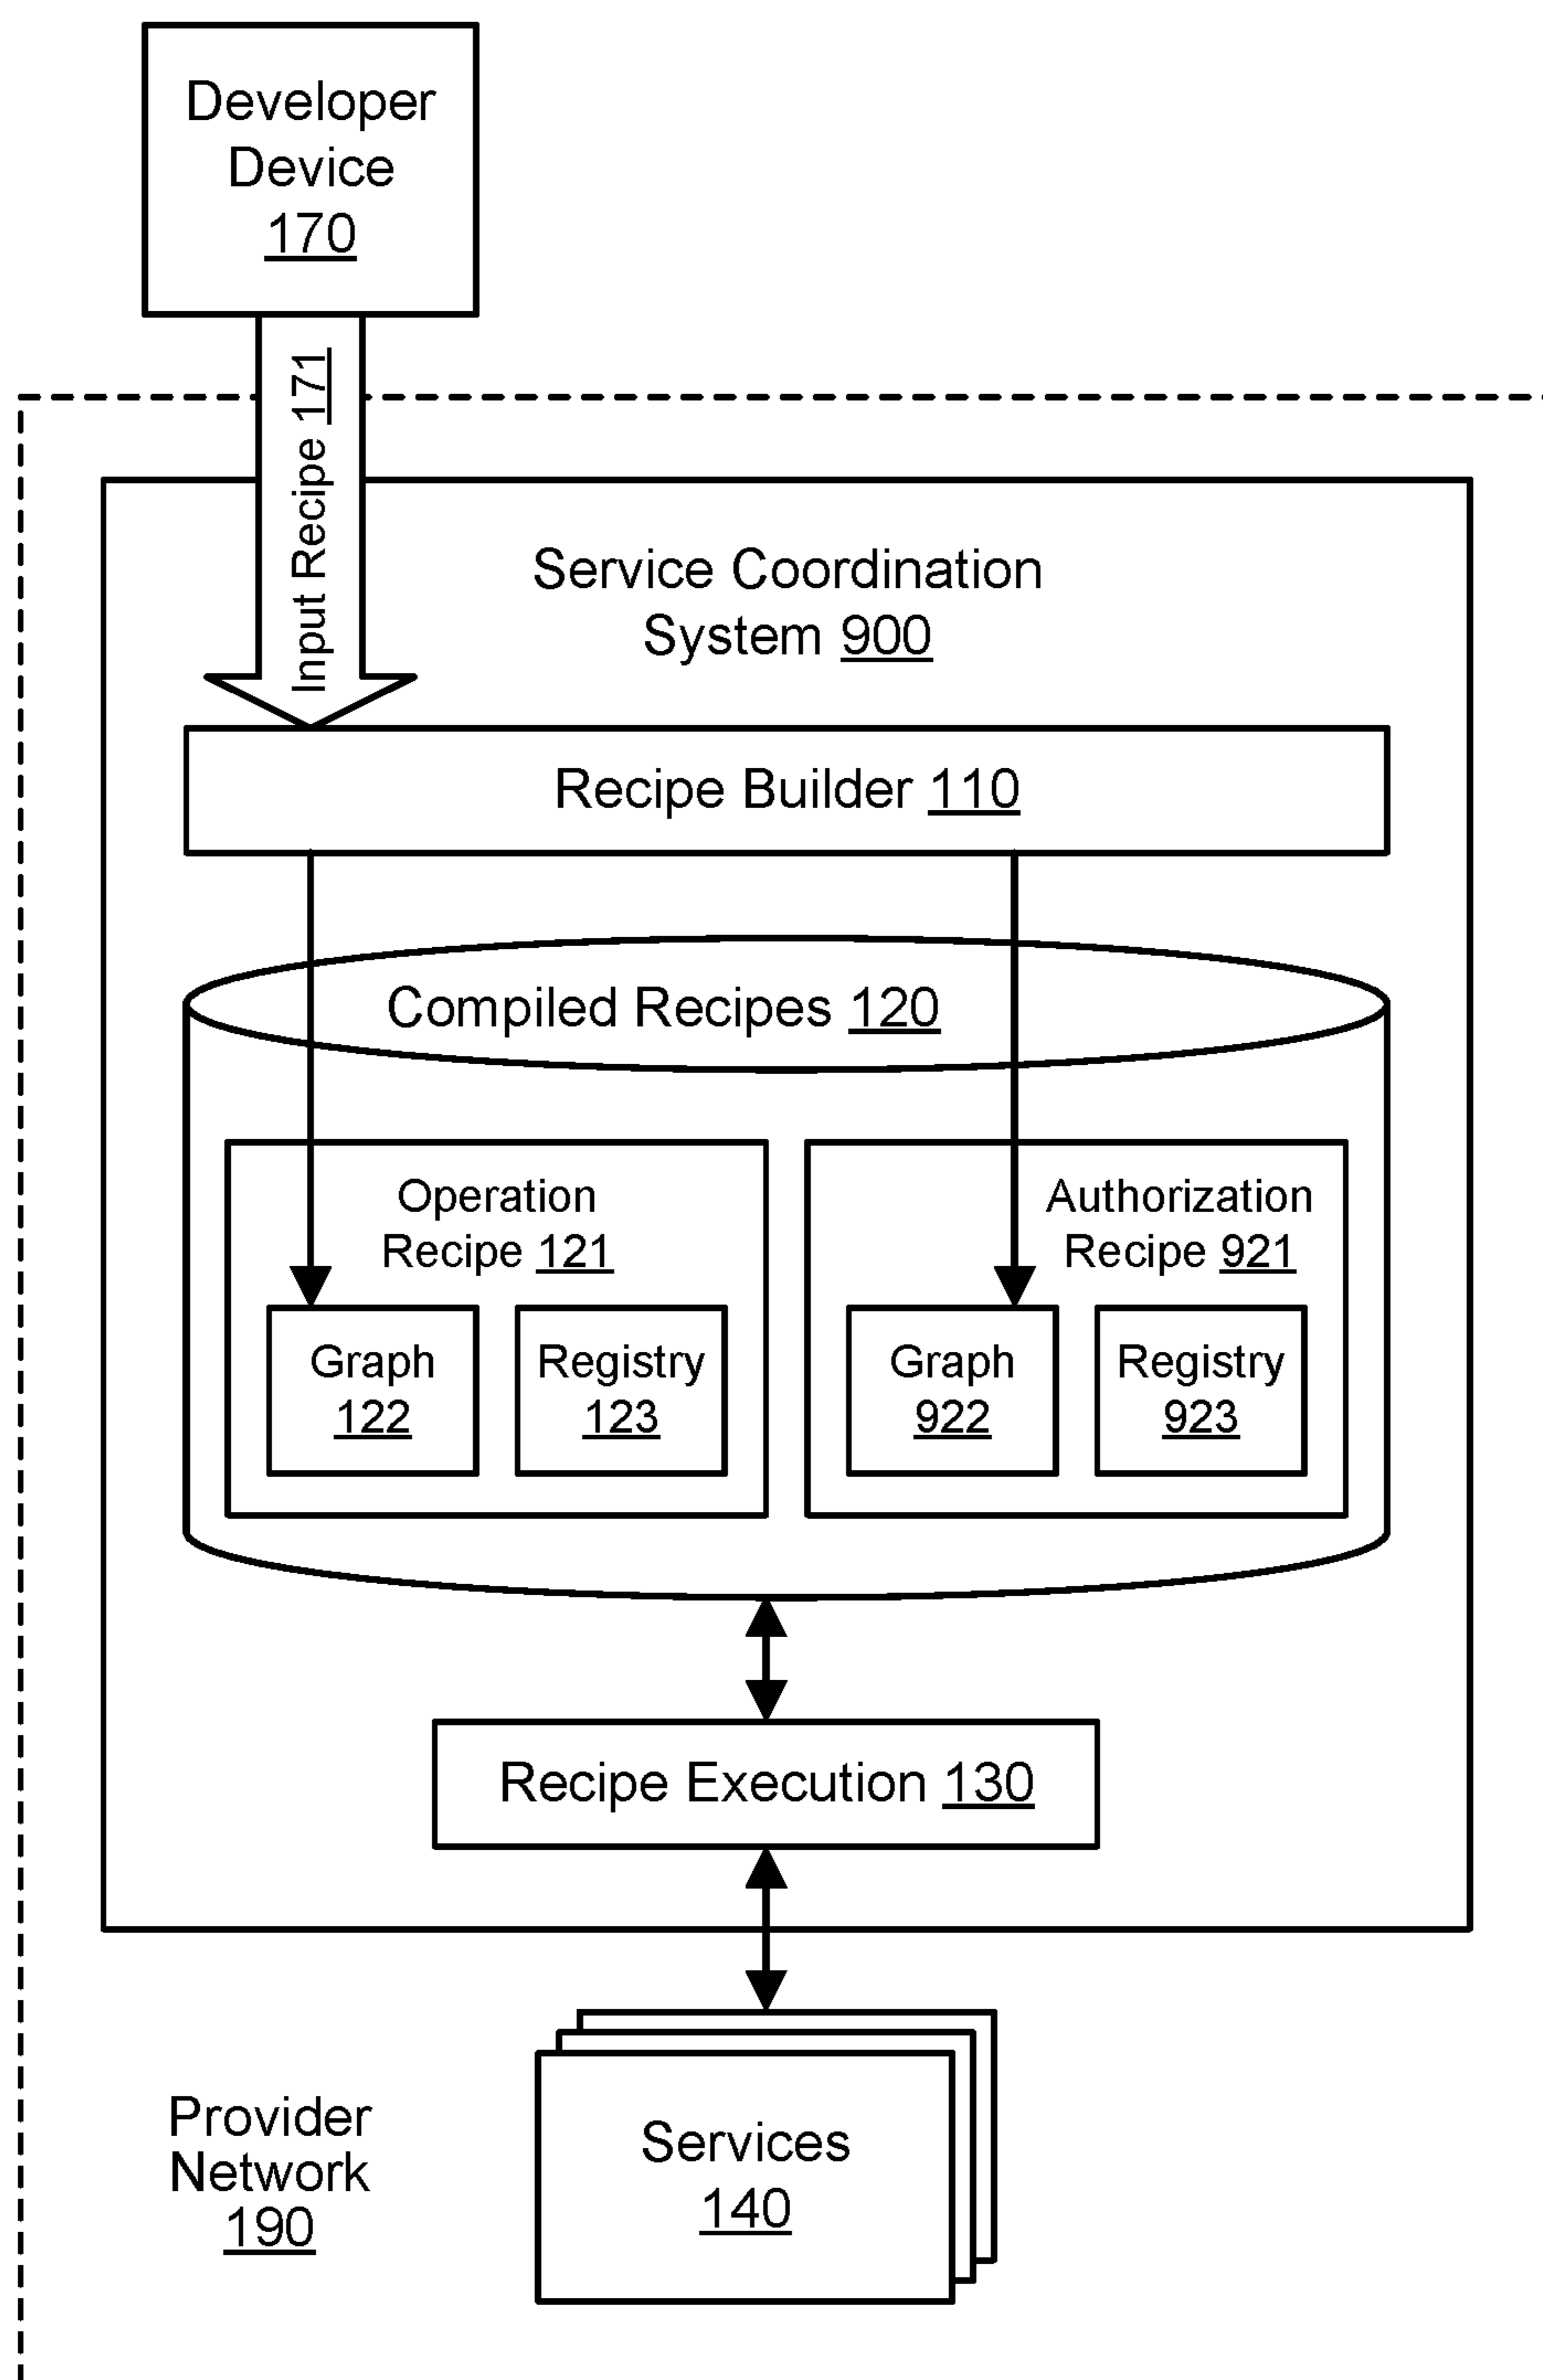 Developer
Device
170
Input Recipe 171
Service Coordination
System 900
Recipe Builder 110
Compiled Recipes 120
Operation
Recipe 121
Authorization
Recipe 921
Graph
122
Registry
123
Graph
922
Registry
923
Recipe Execution 130
Provider
Network
190
Services
140